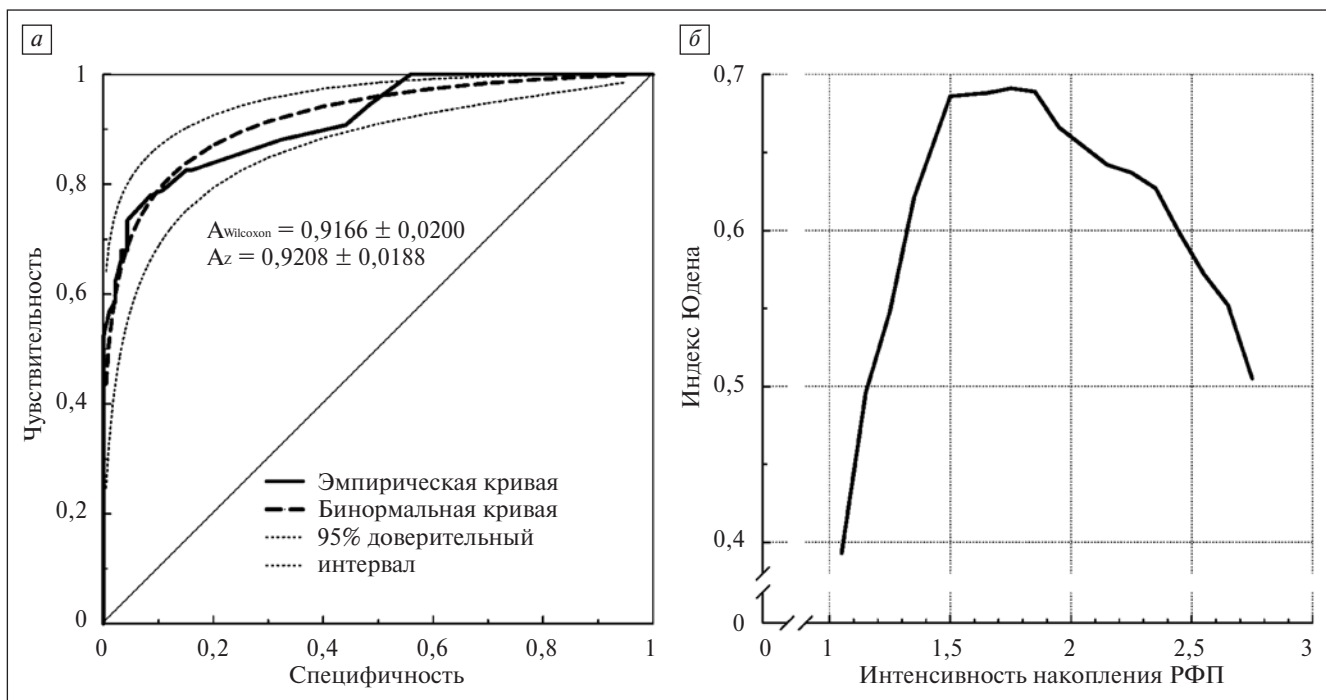 а
1
0,8
0,6
0,4
0,2
0
Чувствительность
AWilcoxon = 0,9166 ± 0,0200
AZ = 0,9208 ± 0,0188
Эмпирическая кривая
Бинормальная кривая
95% доверительный
интервал
0 0,2 0,4 0,6 0,8 1
Специфичность
б
0,7
0,6
0,5
0,4
0
Индекс Юдена
0 1 1,5 2 2,5 3
Интенсивность накопления РФП